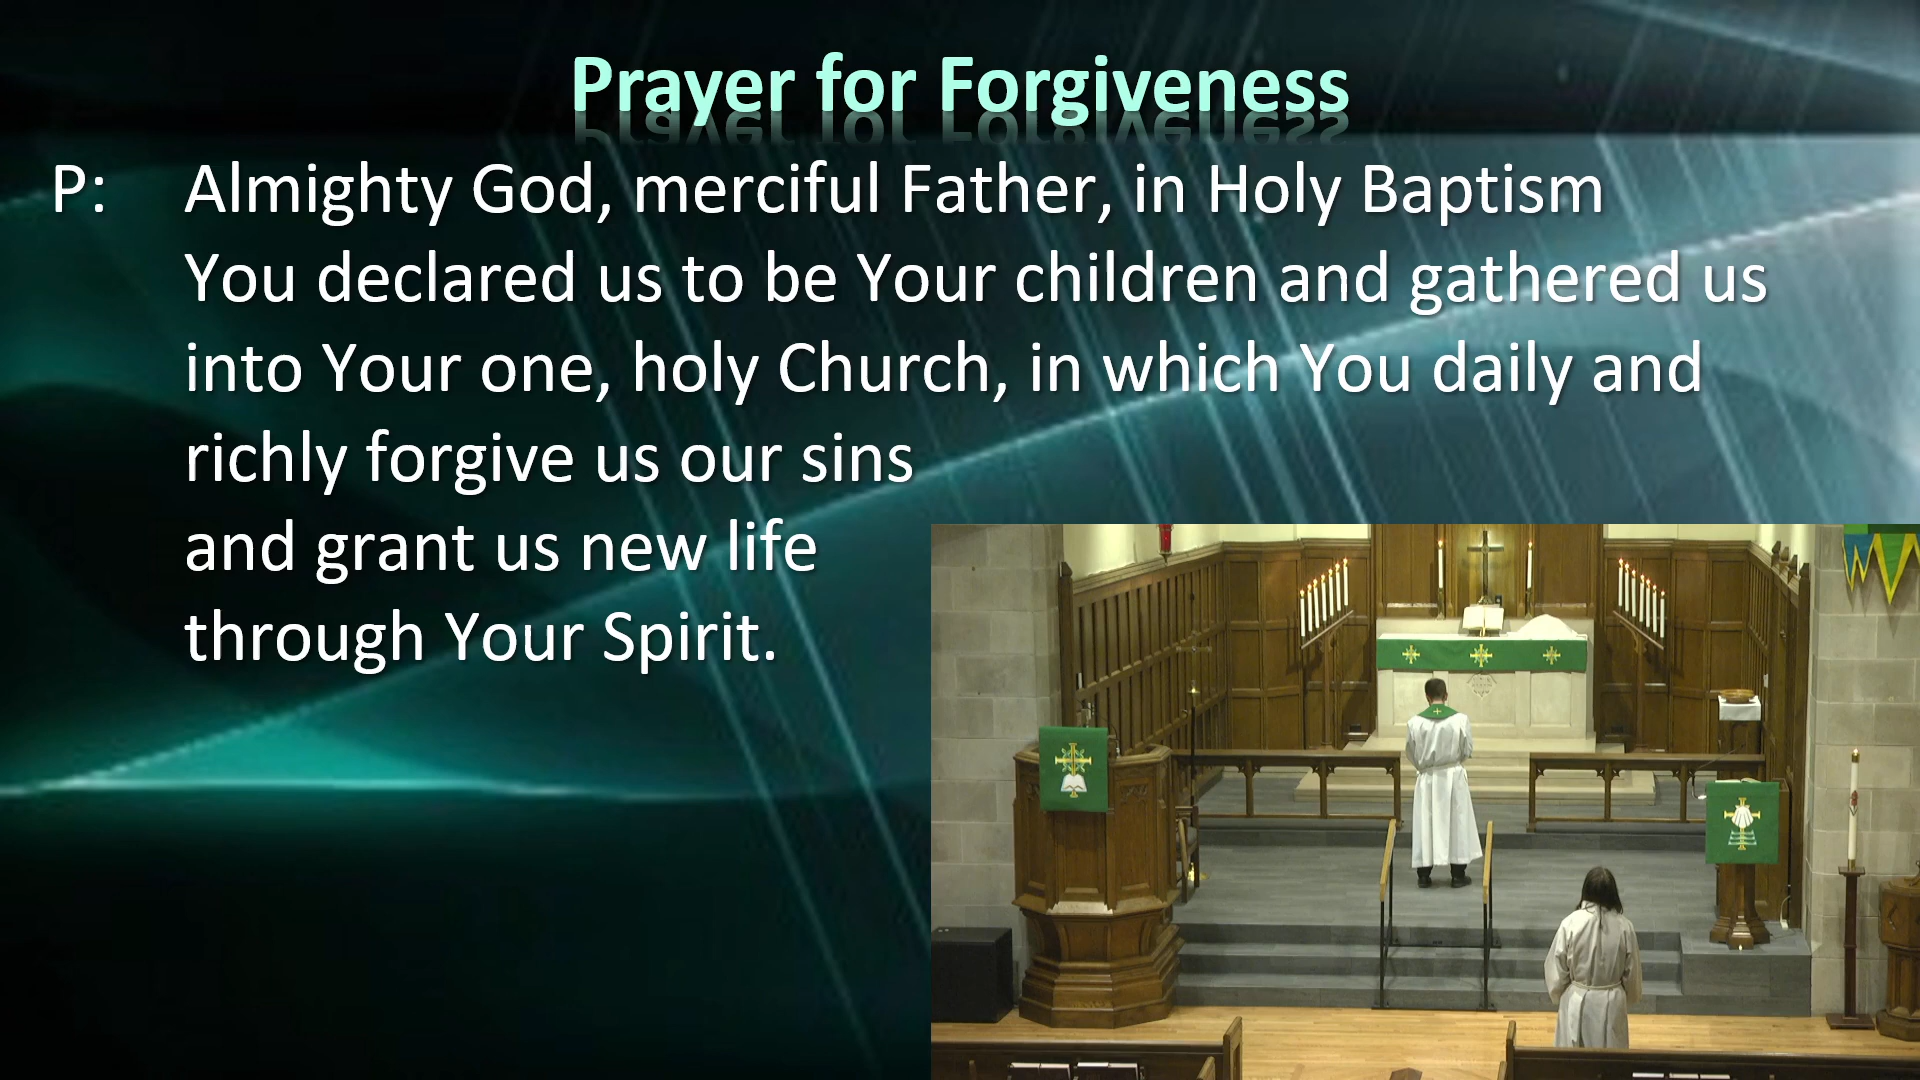 Prayer for Forgiveness
P: Almighty God, merciful Father, in Holy Baptism
You declared us to be Your children and gathered us
into Your one, holy Church, in which You daily and
richly forgive us our sins
and grant us new life
through Your Spirit.